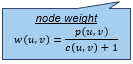 node weight
w(u, v) = p(u, v) / c(u, v) + 1